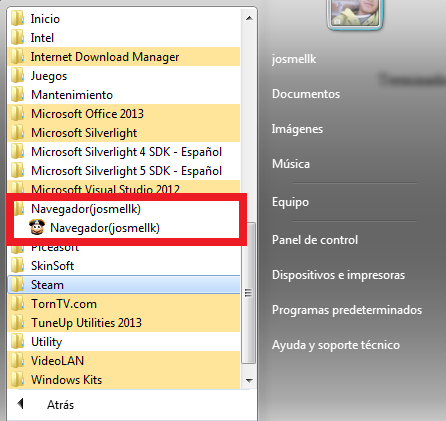 Inicio
Intel
Internet Download Manager
Juegos
Mantenimiento
Microsoft Office 2013
Microsoft Silverlight
Microsoft Silverlight 4 SDK - Español
Microsoft Silverlight 5 SDK - Español
Microsoft Visual Studio 2012
Navegador(josmellk)
Navegador(josmellk)
Piceasoft
SkinSoft
Steam
TornTV.com
TuneUp Utilities 2013
Utility
VideoLAN
Windows Kits
Atrás
josmellk
Documentos
Imágenes
Música
Equipo
Panel de control
Dispositivos e impresoras
Programas predeterminados
Ayuda y soporte técnico